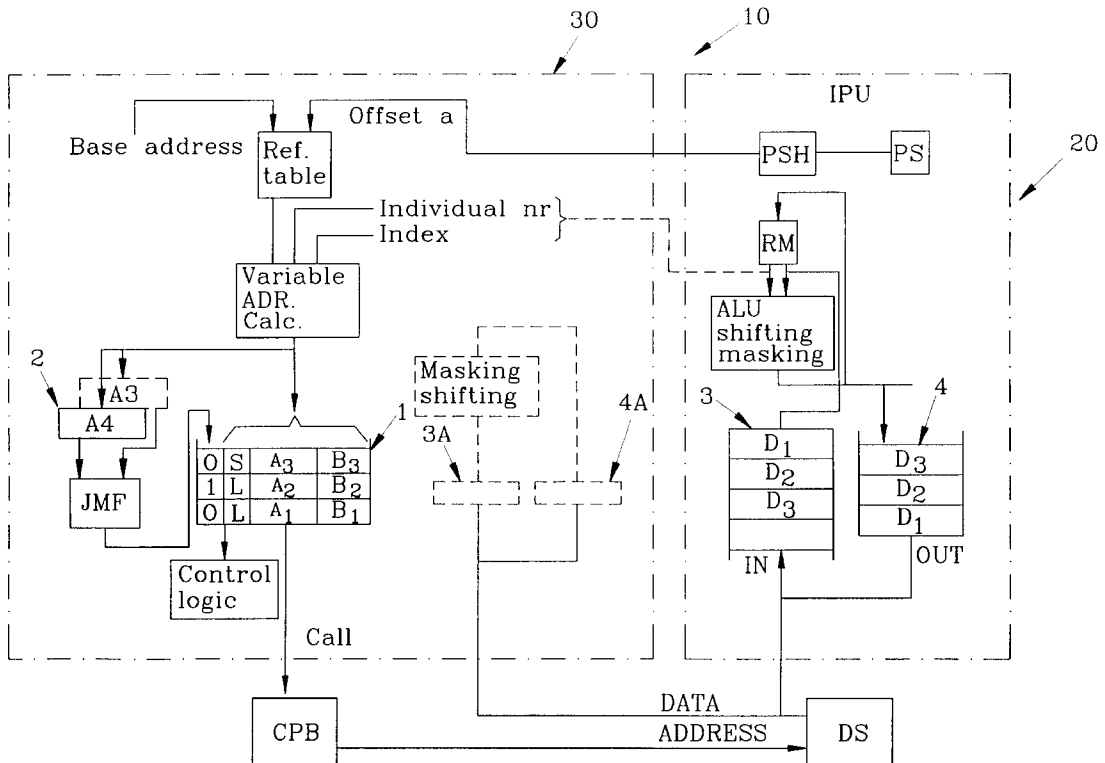 30
10
IPU
20
Offset a
Base address
Ref.
table
PSH
PS
Individual nr
Index
RM
Variable
ADR.
Calc.
ALU
shifting
masking
2
A3
A4
JMF
Masking
shifting
3A
4A
1
0 S A3 B3
1 L A2 B2
0 L A1 B1
3
D1
D2
D3
IN
4
D3
D2
D1
OUT
Control
logic
Call
CPB
DATA
ADDRESS
DS